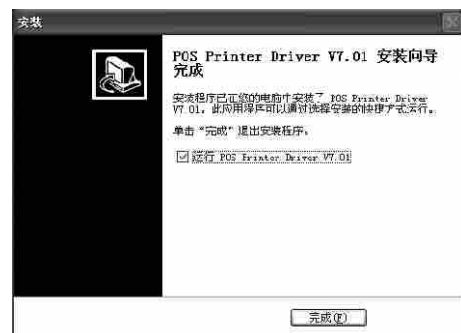 安装
POS Printer Driver V7.01 安装向导
完成
安装程序已在您的电脑中安装了 POS Printer Driver
V7.01。此应用程序可以通过选择安装的快捷方式运行。
单击“完成”退出安装程序。
运行 POS Printer Driver V7.01
完成(F)